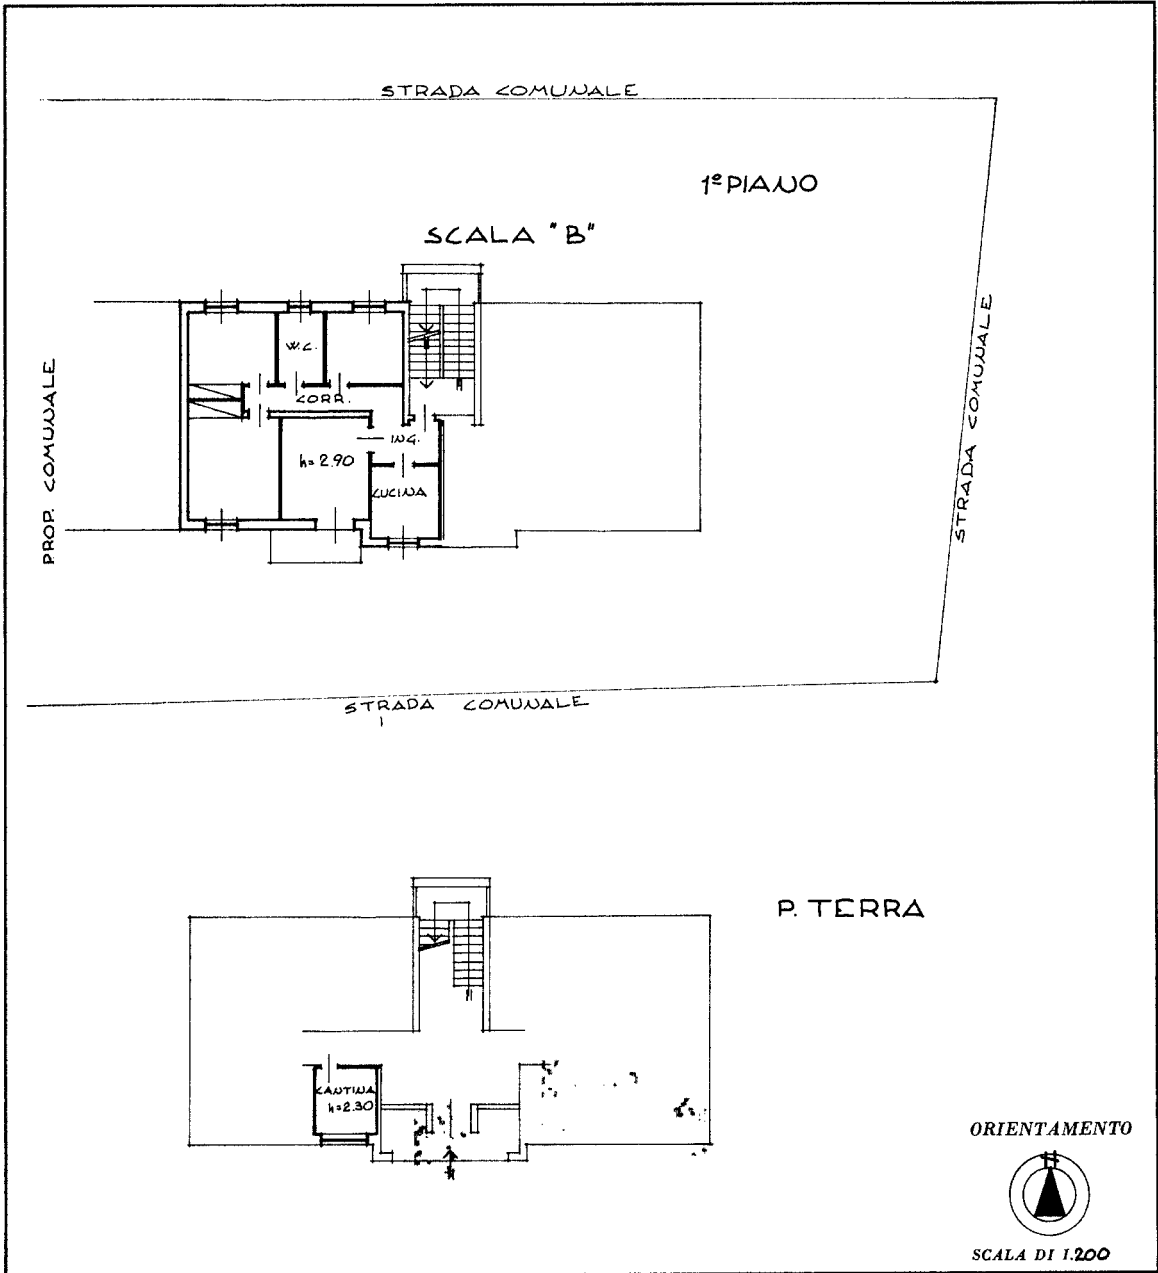 STRADA COMUNALE
1º PIANO
SCALA "B"
W.C.
CORR.
ING.
h=2.90
CUCINA
PROP. COMUNALE
STRADA COMUNALE
STRADA COMUNALE
P. TERRA
CANTINA
h=2.30
ORIENTAMENTO
N
SCALA DI 1.200